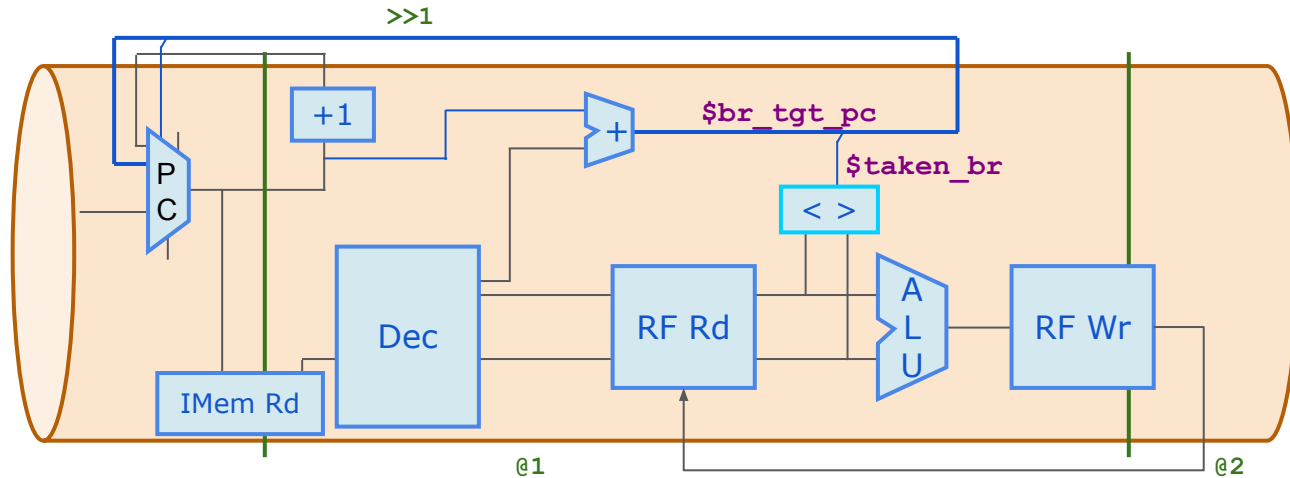 >>1
+1
P
C
+
$br_tgt_pc
$taken_br
< >
Dec
RF Rd
A
L
U
RF Wr
IMem Rd
@1
@2